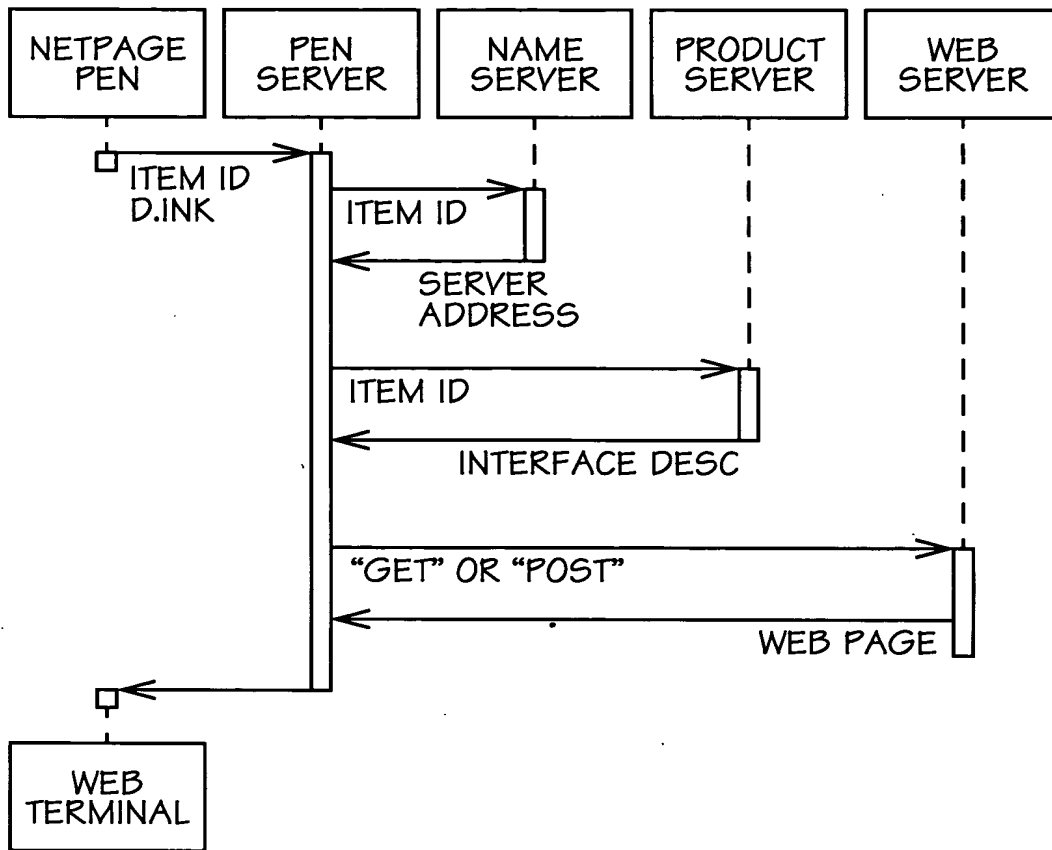 NETPAGE
PEN
PEN
SERVER
NAME
SERVER
PRODUCT
SERVER
WEB
SERVER
ITEM ID
D.INK
ITEM ID
SERVER
ADDRESS
ITEM ID
INTERFACE DESC
“GET” OR “POST”
WEB PAGE
WEB
TERMINAL